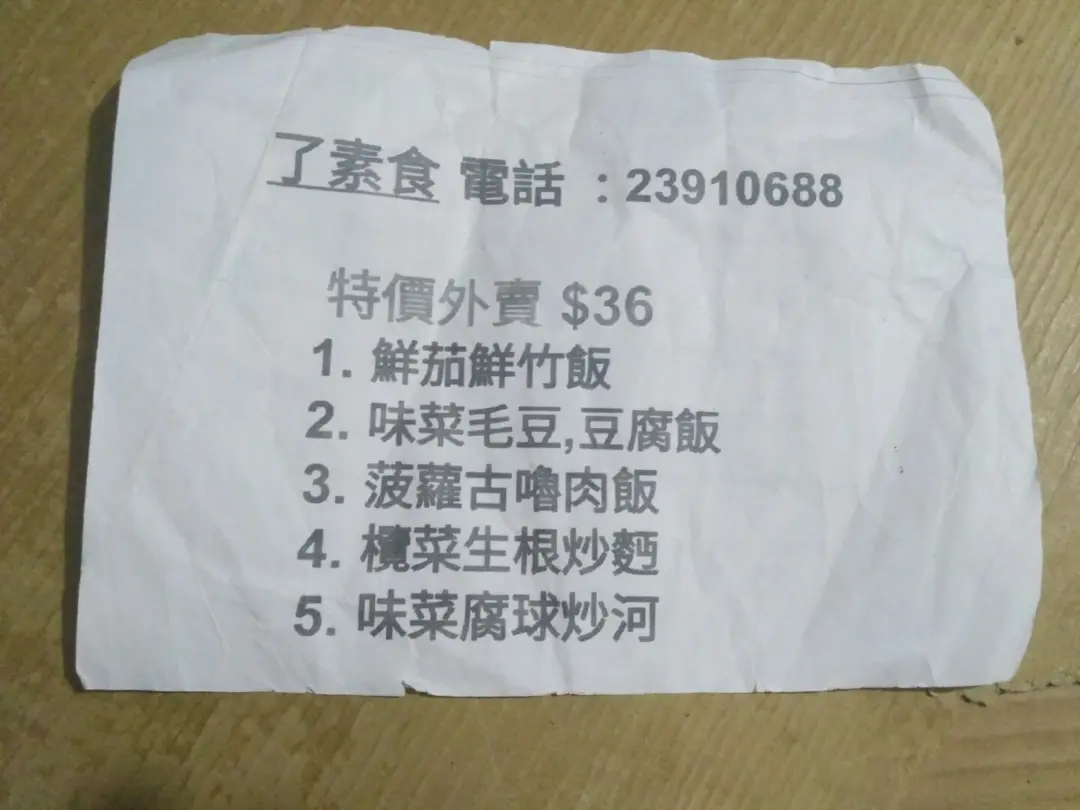 了素食 電話 : 23910688
特價外賣 $36
1. 鮮茄鮮竹飯
2. 味菜毛豆,豆腐飯
3. 菠蘿古嚕肉飯
4. 欖菜生根炒麪
5. 味菜腐球炒河